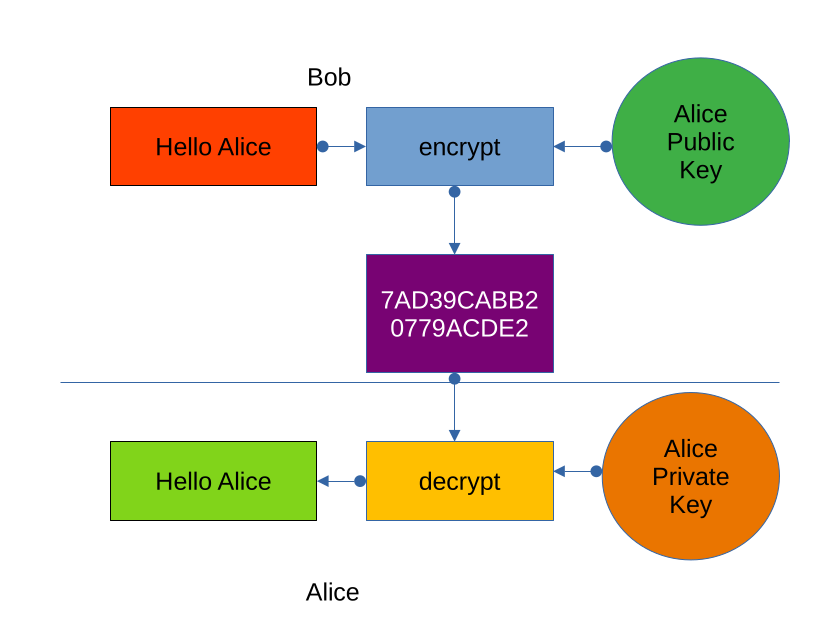 Bob
Hello Alice
encrypt
Alice
Public
Key
7AD39CABB2
0779ACDE2
Hello Alice
decrypt
Alice
Private
Key
Alice